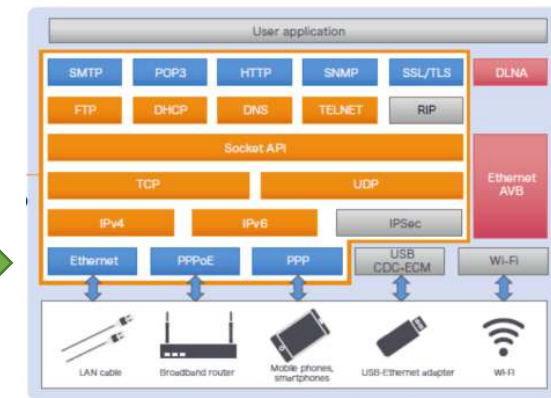 User application
SMTP POP3 HTTP SNMP SSL/TLS DLNA
FTP DHCP DNS TELNET RIP
Socket API
TCP UDP
Ethernet
AVB
IPv4 IPv6 IPSec
Ethernet PPPoE PPP
USB
CDC-ECM
Wi-Fi
LAN cable
Broadband router
Mobile phones,
smartphones
USB-Ethernet adapter
Wi-Fi